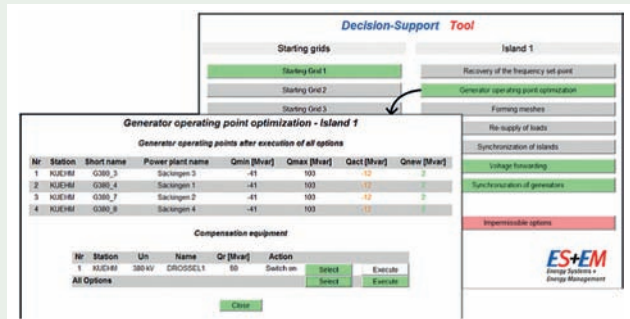 Decision-Support Tool
Starting grids
Island 1
Starting Grid 1
Recovery of the frequency set-point
Starting Grid 2
Generator operating point optimization
Starting Grid 3
Forming meshes
Re-supply of loads
Synchronization of islands
Voltage forwarding
Synchronization of generators
Impermissible options
ES+EM
Energy Systems +
Energy Management
Generator operating point optimization - Island 1
Generator operating points after execution of all options
Nr Station Short name Power plant name Qmin [Mvar] Qmax [Mvar] Qact [Mvar] Qnew [Mvar]
1 KUEHM G380_3 Säckingen 3 -41 103 -12 2
2 KUEHM G380_4 Säckingen 1 -41 103 -12 2
3 KUEHM G380_7 Säckingen 2 -41 103 -12 2
4 KUEHM G380_8 Säckingen 4 -41 103 -12 2
Compensation equipment
Nr Station Un Name Qr [Mvar] Action
1 KUEHM 380 kV DROSSEL1 50 Switch on Select Execute
All Options Select Execute
Close